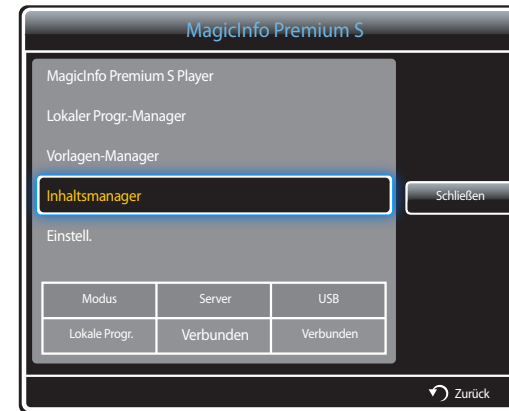 MagicInfo Premium S
MagicInfo Premium S Player
Lokaler Progr.-Manager
Vorlagen-Manager
Inhaltsmanager
Einstell.
Schließen
Modus Server USB
Lokale Progr. Verbunden Verbunden
Zurück